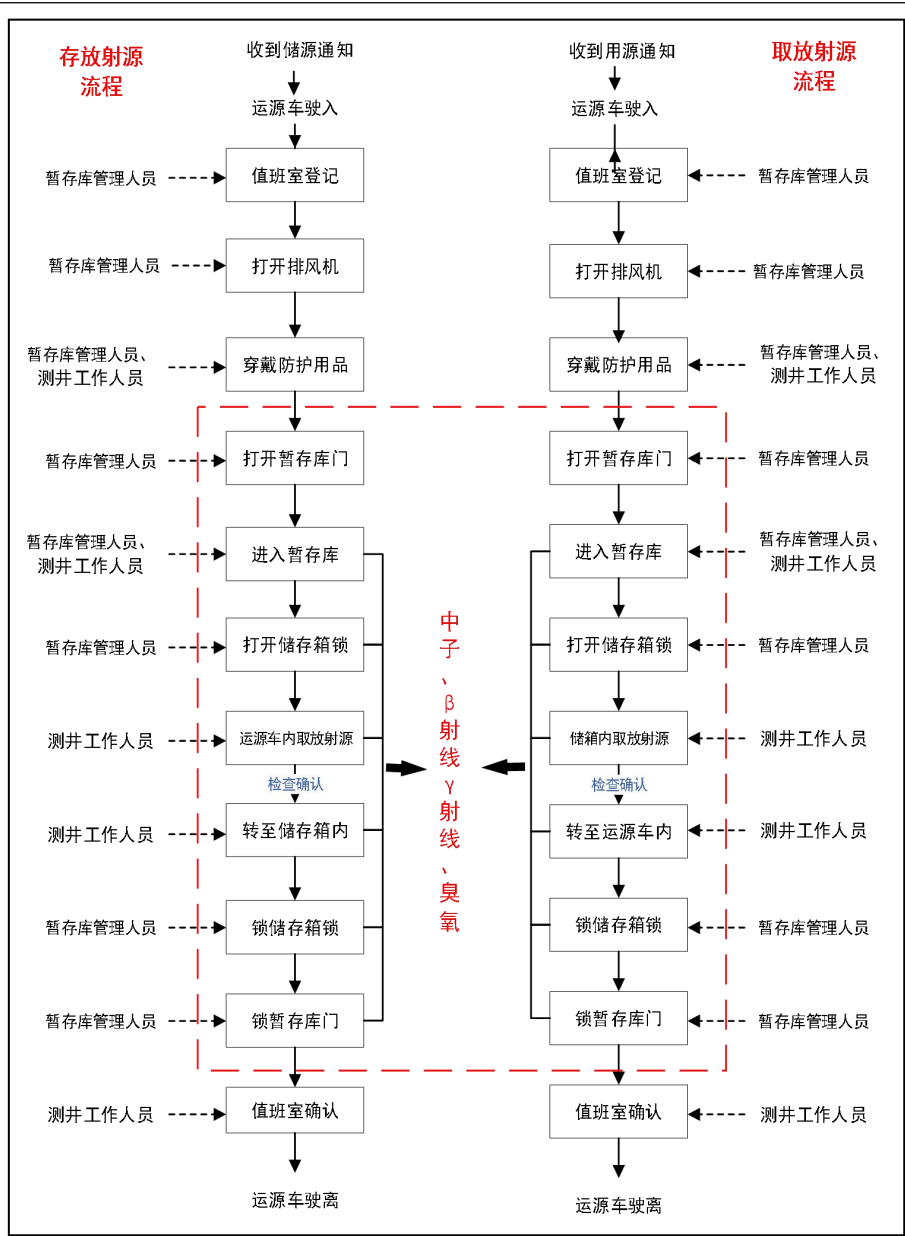 存放射源
流程
收到储源通知
运源车驶入
暂存库管理人员
值班室登记
暂存库管理人员
打开排风机
暂存库管理人员、
测井工作人员
穿戴防护用品
暂存库管理人员
打开暂存库门
暂存库管理人员、
测井工作人员
进入暂存库
暂存库管理人员
打开储存箱锁
测井工作人员
运源车内取放射源
检查确认
测井工作人员
转至储存箱内
暂存库管理人员
锁储存箱锁
暂存库管理人员
锁暂存库门
测井工作人员
值班室确认
运源车驶离
中子、β射线γ射线、臭氧
取放射源
流程
收到用源通知
运源车驶入
值班室登记
暂存库管理人员
打开排风机
暂存库管理人员
穿戴防护用品
暂存库管理人员、
测井工作人员
打开暂存库门
暂存库管理人员
进入暂存库
暂存库管理人员、
测井工作人员
打开储存箱锁
暂存库管理人员
储箱内取放射源
测井工作人员
检查确认
转至运源车内
测井工作人员
锁储存箱锁
暂存库管理人员
锁暂存库门
暂存库管理人员
值班室确认
测井工作人员
运源车驶离